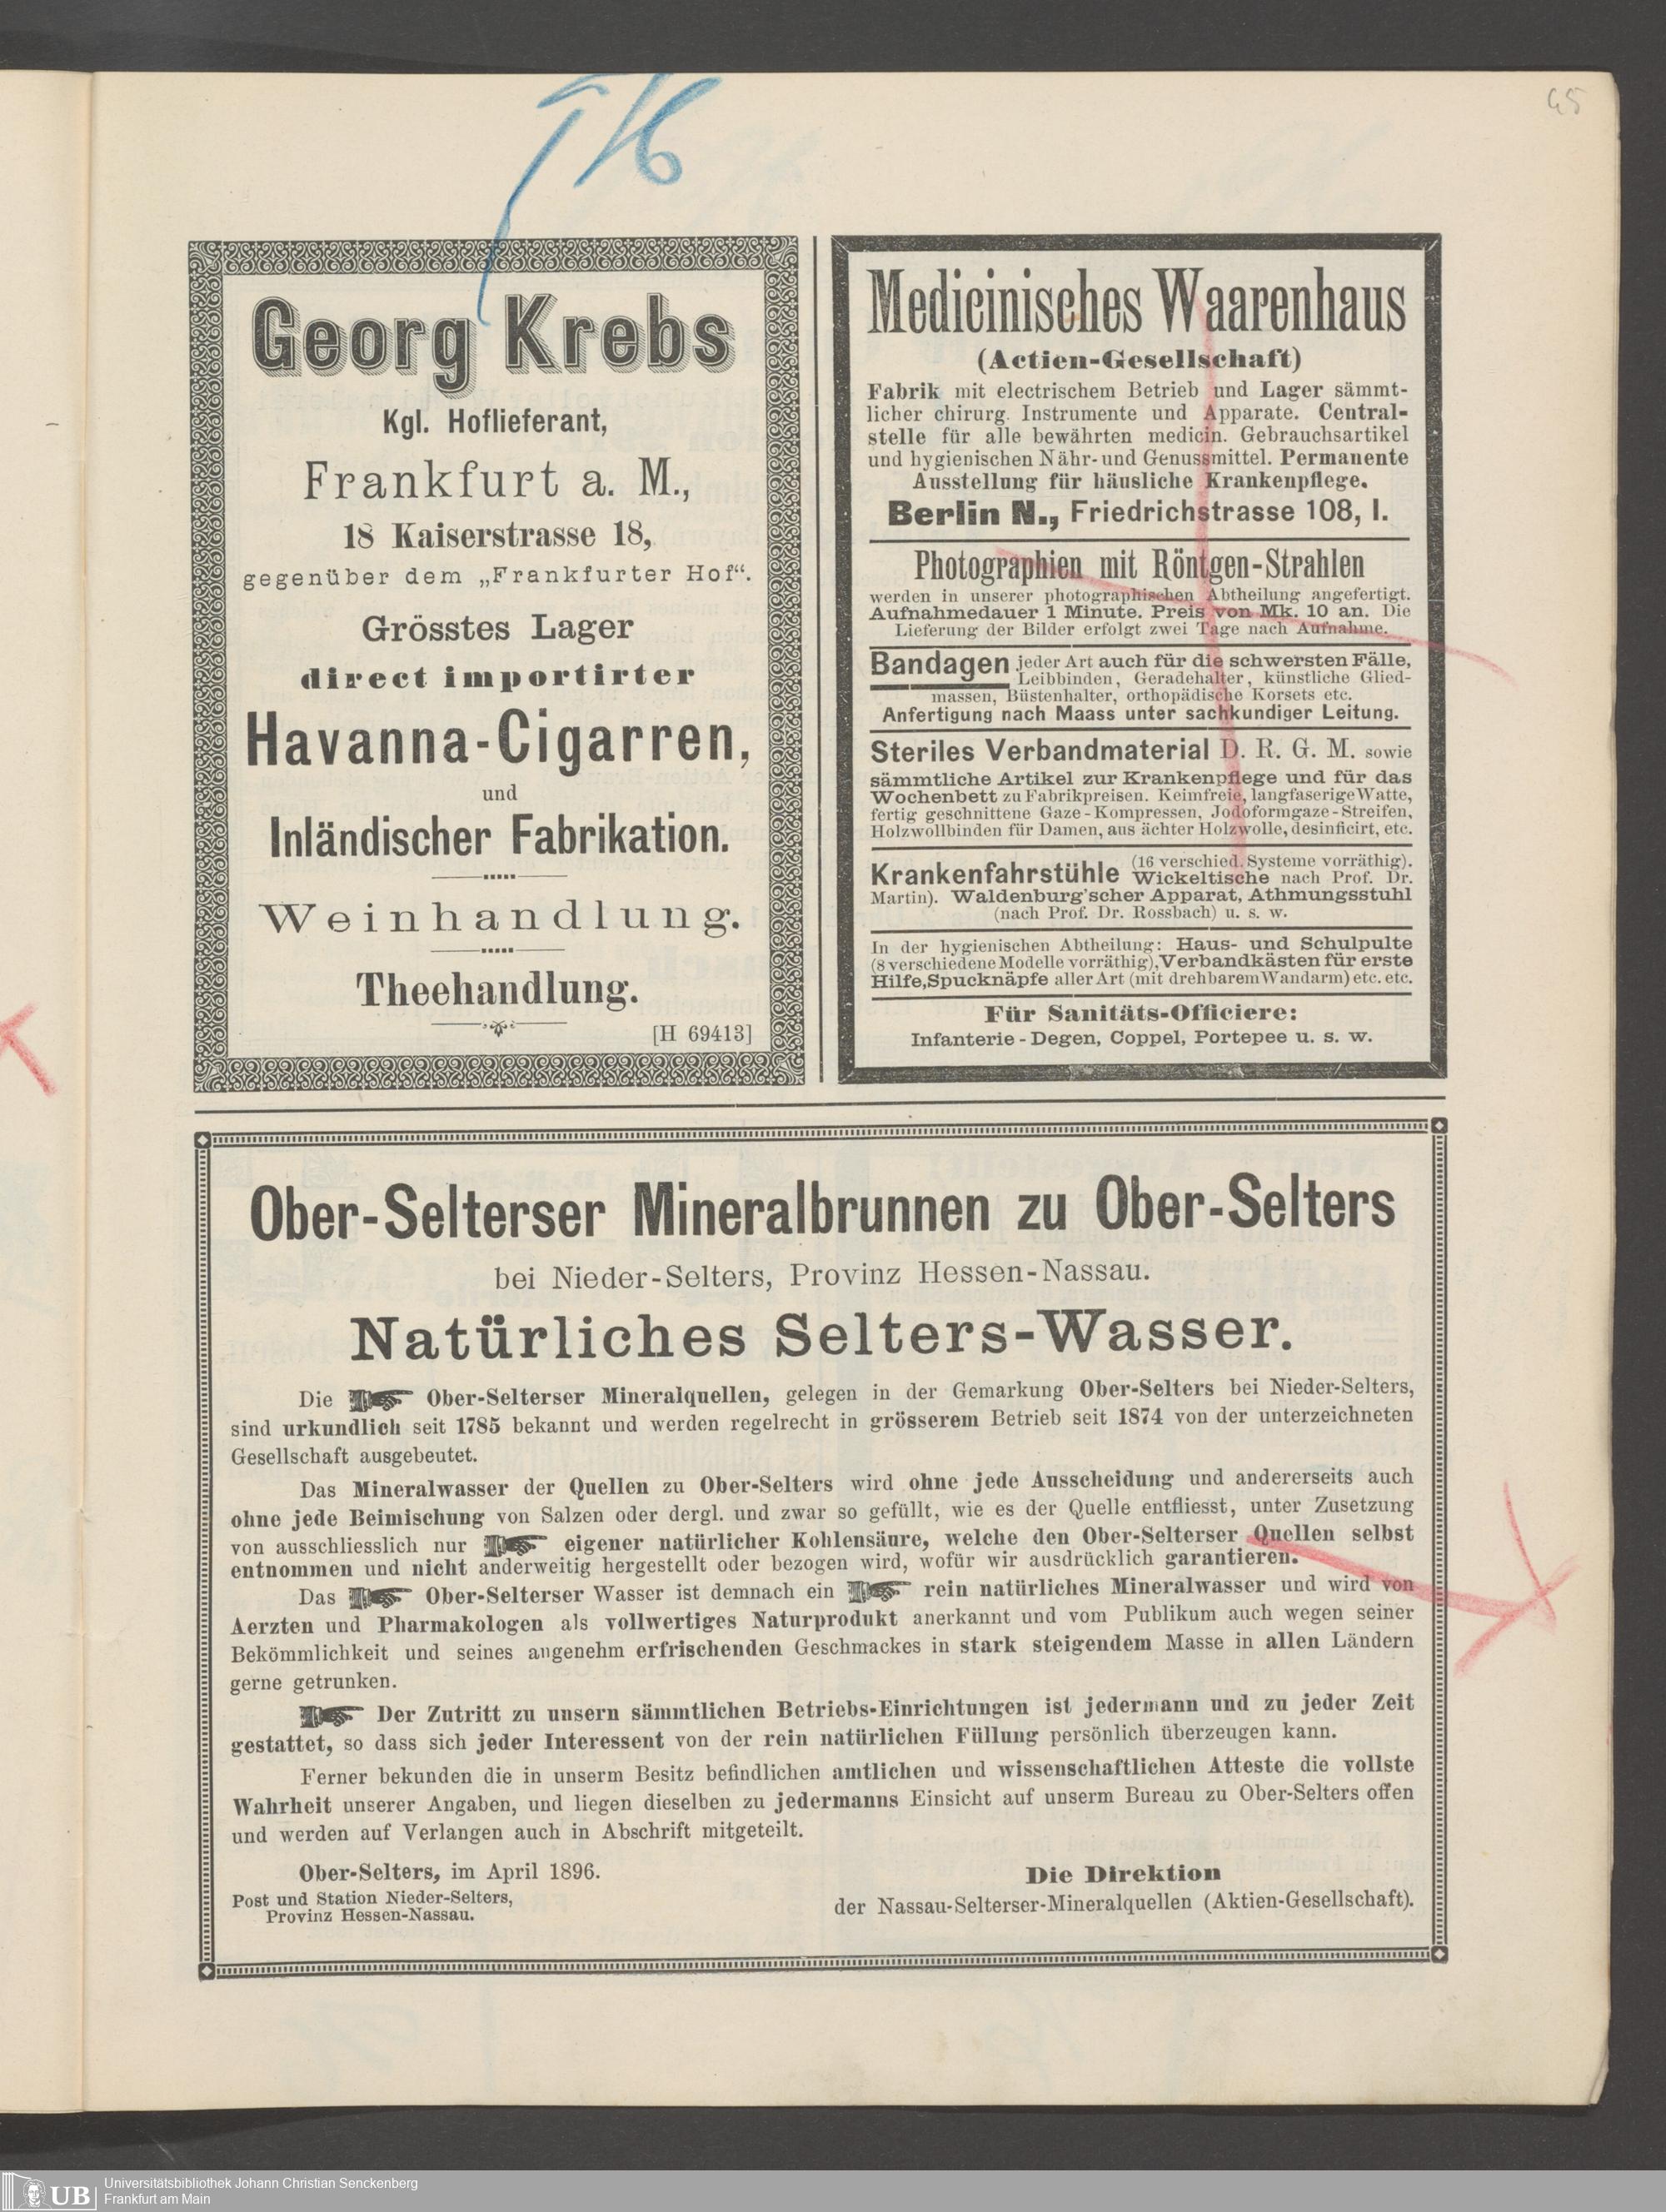 45
Georg Krebs
Kgl. Hoflieferant,
Frankfurt a. M.,
18 Kaiserstrasse 18,
gegenüber dem „Frankfurter Hof“.
Grösstes Lager
direct importirter
Havanna-Cigarren,
und
Inländischer Fabrikation.
Weinhandlung.
Theehandlung.
[H 69413]
Medicinisches Waarenhaus
(Actien-Gesellschaft)
Fabrik mit electrischem Betrieb und Lager sämmt-
licher chirurg. Instrumente und Apparate. Central-
stelle für alle bewährten medicin. Gebrauchsartikel
und hygienischen Nähr- und Genussmittel. Permanente
Ausstellung für häusliche Krankenpflege.
Berlin N., Friedrichstrasse 108, I.
Photographien mit Röntgen-Strahlen
werden in unserer photographischen Abtheilung angefertigt.
Aufnahmedauer 1 Minute. Preis von Mk. 10 an. Die
Lieferung der Bilder erfolgt zwei Tage nach Aufnahme.
Bandagen jeder Art auch für die schwersten Fälle,
Leibbinden, Geradehalter, künstliche Glied-
massen, Büstenhalter, orthopädische Korsets etc.
Anfertigung nach Maass unter sachkundiger Leitung.
Steriles Verbandmaterial D. R. G. M. sowie
sämmtliche Artikel zur Krankenpflege und für das
Wochenbett zu Fabrikpreisen. Keimfreie, langfaserige Watte,
fertig geschnittene Gaze-Kompressen, Jodoformgaze-Streifen,
Holzwollbinden für Damen, aus ächter Holzwolle, desinficirt, etc.
Krankenfahrstühle (16 verschied. Systeme vorräthig).
Wickeltische nach Prof. Dr.
Martin). Waldenburg'scher Apparat, Athmungsstuhl
(nach Prof. Dr. Rossbach) u. s. w.
In der hygienischen Abtheilung: Haus- und Schulpulte
(8 verschiedene Modelle vorräthig), Verbandkästen für erste
Hilfe, Spucknäpfe aller Art (mit drehbarem Wandarm) etc. etc.
Für Sanitäts-Officiere:
Infanterie-Degen, Coppel, Portepee u. s. w.
Ober-Selterser Mineralbrunnen zu Ober-Selters
bei Nieder-Selters, Provinz Hessen-Nassau.
Natürliches Selters-Wasser.
Die Ober-Selterser Mineralquellen, gelegen in der Gemarkung Ober-Selters bei Nieder-Selters,
sind urkundlich seit 1785 bekannt und werden regelrecht in grösserem Betrieb seit 1874 von der unterzeichneten
Gesellschaft ausgebeutet.
Das Mineralwasser der Quellen zu Ober-Selters wird ohne jede Ausscheidung und andererseits auch
ohne jede Beimischung von Salzen oder dergl. und zwar so gefüllt, wie es der Quelle entfliesst, unter Zusetzung
von ausschliesslich nur eigener natürlicher Kohlensäure, welche den Ober-Selterser Quellen selbst
entnommen und nicht anderweitig hergestellt oder bezogen wird, wofür wir ausdrücklich garantieren.
Das Ober-Selterser Wasser ist demnach ein rein natürliches Mineralwasser und wird von
Aerzten und Pharmakologen als vollwertiges Naturprodukt anerkannt und vom Publikum auch wegen seiner
Bekömmlichkeit und seines angenehm erfrischenden Geschmackes in stark steigendem Masse in allen Ländern
gerne getrunken.
Der Zutritt zu unsern sämmtlichen Betriebs-Einrichtungen ist jedermann und zu jeder Zeit
gestattet, so dass sich jeder Interessent von der rein natürlichen Füllung persönlich überzeugen kann.
Ferner bekunden die in unserm Besitz befindlichen amtlichen und wissenschaftlichen Atteste die vollste
Wahrheit unserer Angaben, und liegen dieselben zu jedermanns Einsicht auf unserm Bureau zu Ober-Selters offen
und werden auf Verlangen auch in Abschrift mitgeteilt.
Ober-Selters, im April 1896.
Post und Station Nieder-Selters,
Provinz Hessen-Nassau.
Die Direktion
der Nassau-Selterser-Mineralquellen (Aktien-Gesellschaft).
UB
Universitätsbibliothek Johann Christian Senckenberg
Frankfurt am Main